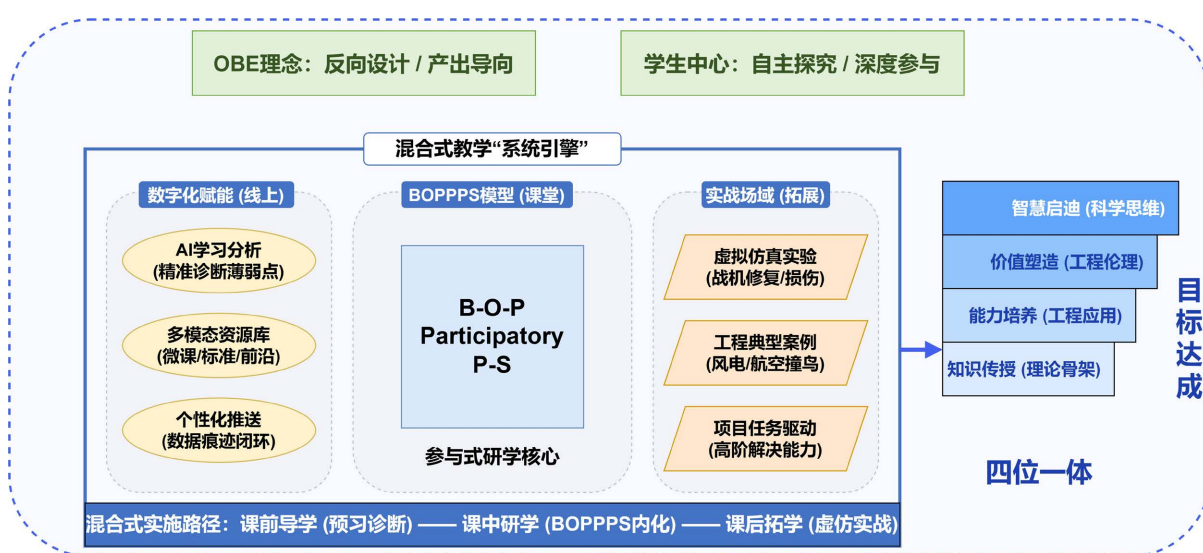 OBE理念：反向设计 / 产出导向
学生中心：自主探究 / 深度参与
混合式教学“系统引擎”
数字化赋能 (线上)
AI学习分析
(精准诊断薄弱点)
多模态资源库
(微课/标准/前沿)
个性化推送
(数据痕迹闭环)
BOPPPS模型 (课堂)
B-O-P
Participatory
P-S
参与式研学核心
实战场域 (拓展)
虚拟仿真实验
(战机修复/损伤)
工程典型案例
(风电/航空撞鸟)
项目任务驱动
(高阶解决能力)
混合式实施路径：课前导学 (预习诊断) —— 课中研学 (BOPPPS内化) —— 课后拓学 (虚仿实战)
智慧启迪 (科学思维)
价值塑造 (工程伦理)
能力培养 (工程应用)
知识传授 (理论骨架)
目标达成
四位一体